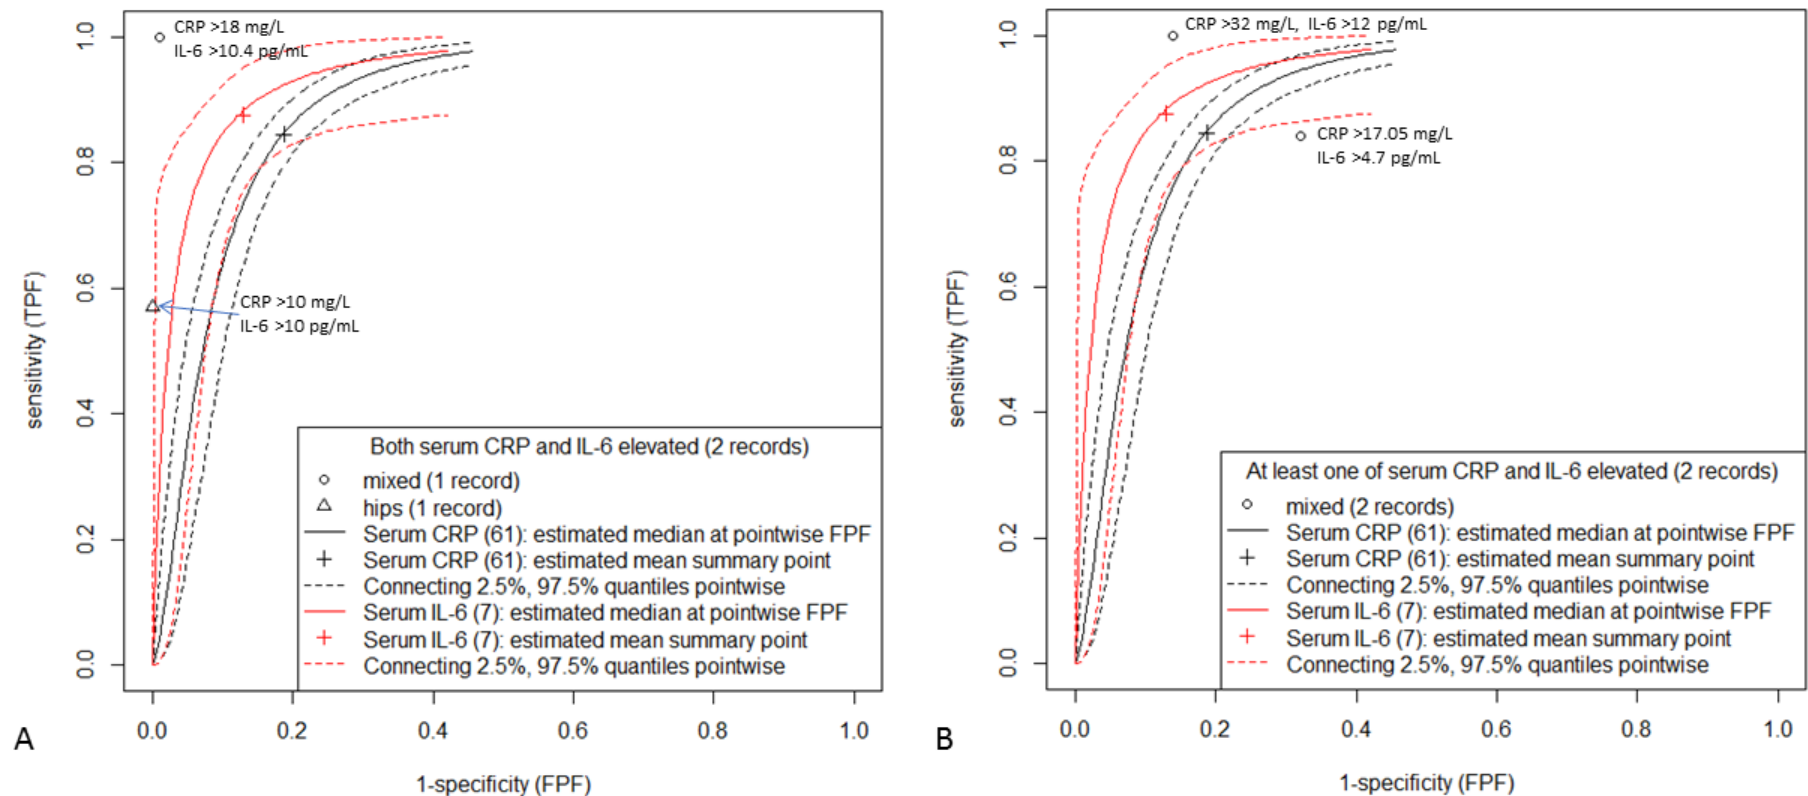 CRP >18 mg/L
IL-6 >10.4 pg/mL
CRP >10 mg/L
IL-6 >10 pg/mL
sensitivity (TPF)
1.0
0.8
0.6
0.4
0.2
0.0
Both serum CRP and IL-6 elevated (2 records)
mixed (1 record)
hips (1 record)
Serum CRP (61): estimated median at pointwise FPF
Serum CRP (61): estimated mean summary point
Connecting 2.5%, 97.5% quantiles pointwise
Serum IL-6 (7): estimated median at pointwise FPF
Serum IL-6 (7): estimated mean summary point
Connecting 2.5%, 97.5% quantiles pointwise
0.0 0.2 0.4 0.6 0.8 1.0
1-specificity (FPF)
A
CRP >32 mg/L, IL-6 >12 pg/mL
CRP >17.05 mg/L
IL-6 >4.7 pg/mL
sensitivity (TPF)
1.0
0.8
0.6
0.4
0.2
0.0
At least one of serum CRP and IL-6 elevated (2 records)
mixed (2 records)
Serum CRP (61): estimated median at pointwise FPF
Serum CRP (61): estimated mean summary point
Connecting 2.5%, 97.5% quantiles pointwise
Serum IL-6 (7): estimated median at pointwise FPF
Serum IL-6 (7): estimated mean summary point
Connecting 2.5%, 97.5% quantiles pointwise
0.0 0.2 0.4 0.6 0.8 1.0
1-specificity (FPF)
B